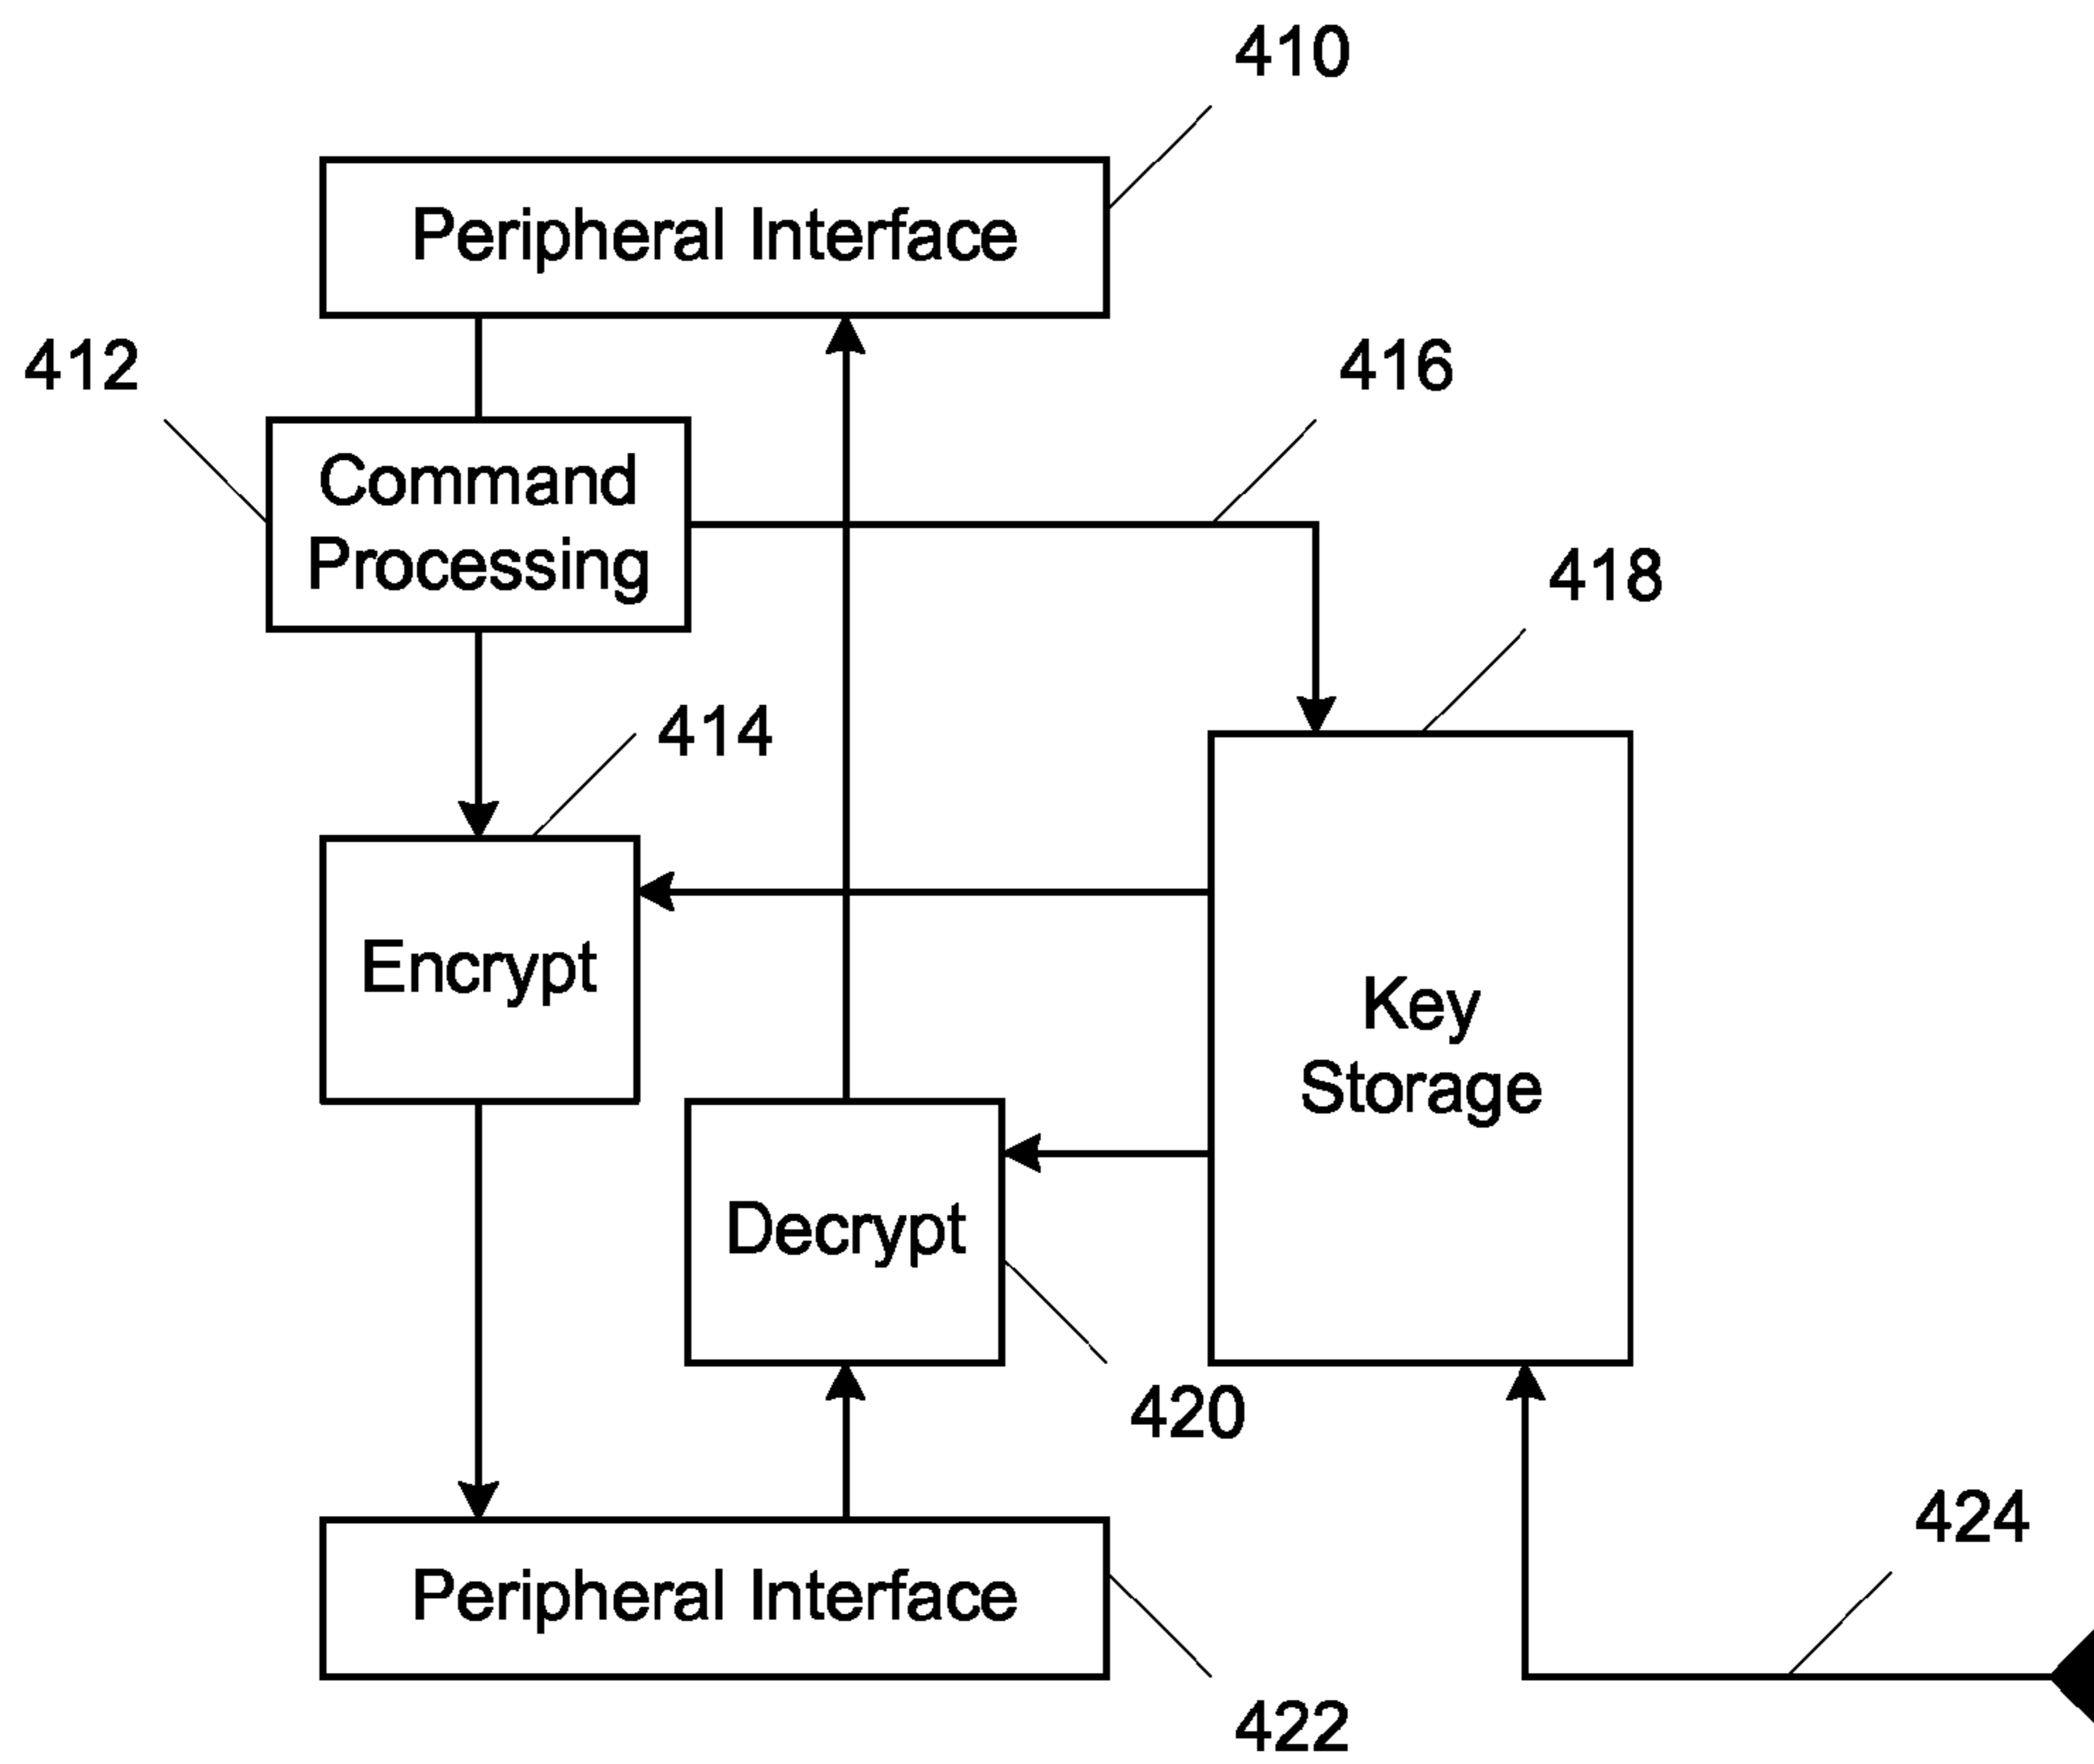 410
Peripheral Interface
412
416
Command
Processing
418
414
Encrypt
Key
Storage
Decrypt
420
424
Peripheral Interface
422